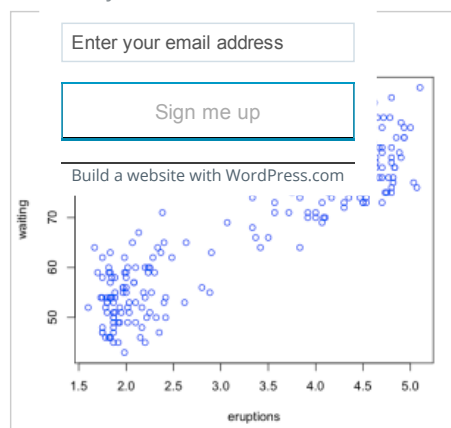 Enter your email address
Sign me up
Build a website with WordPress.com
waiting
70
60
50
1.5 2.0 2.5 3.0 3.5 4.0 4.5 5.0
eruptions